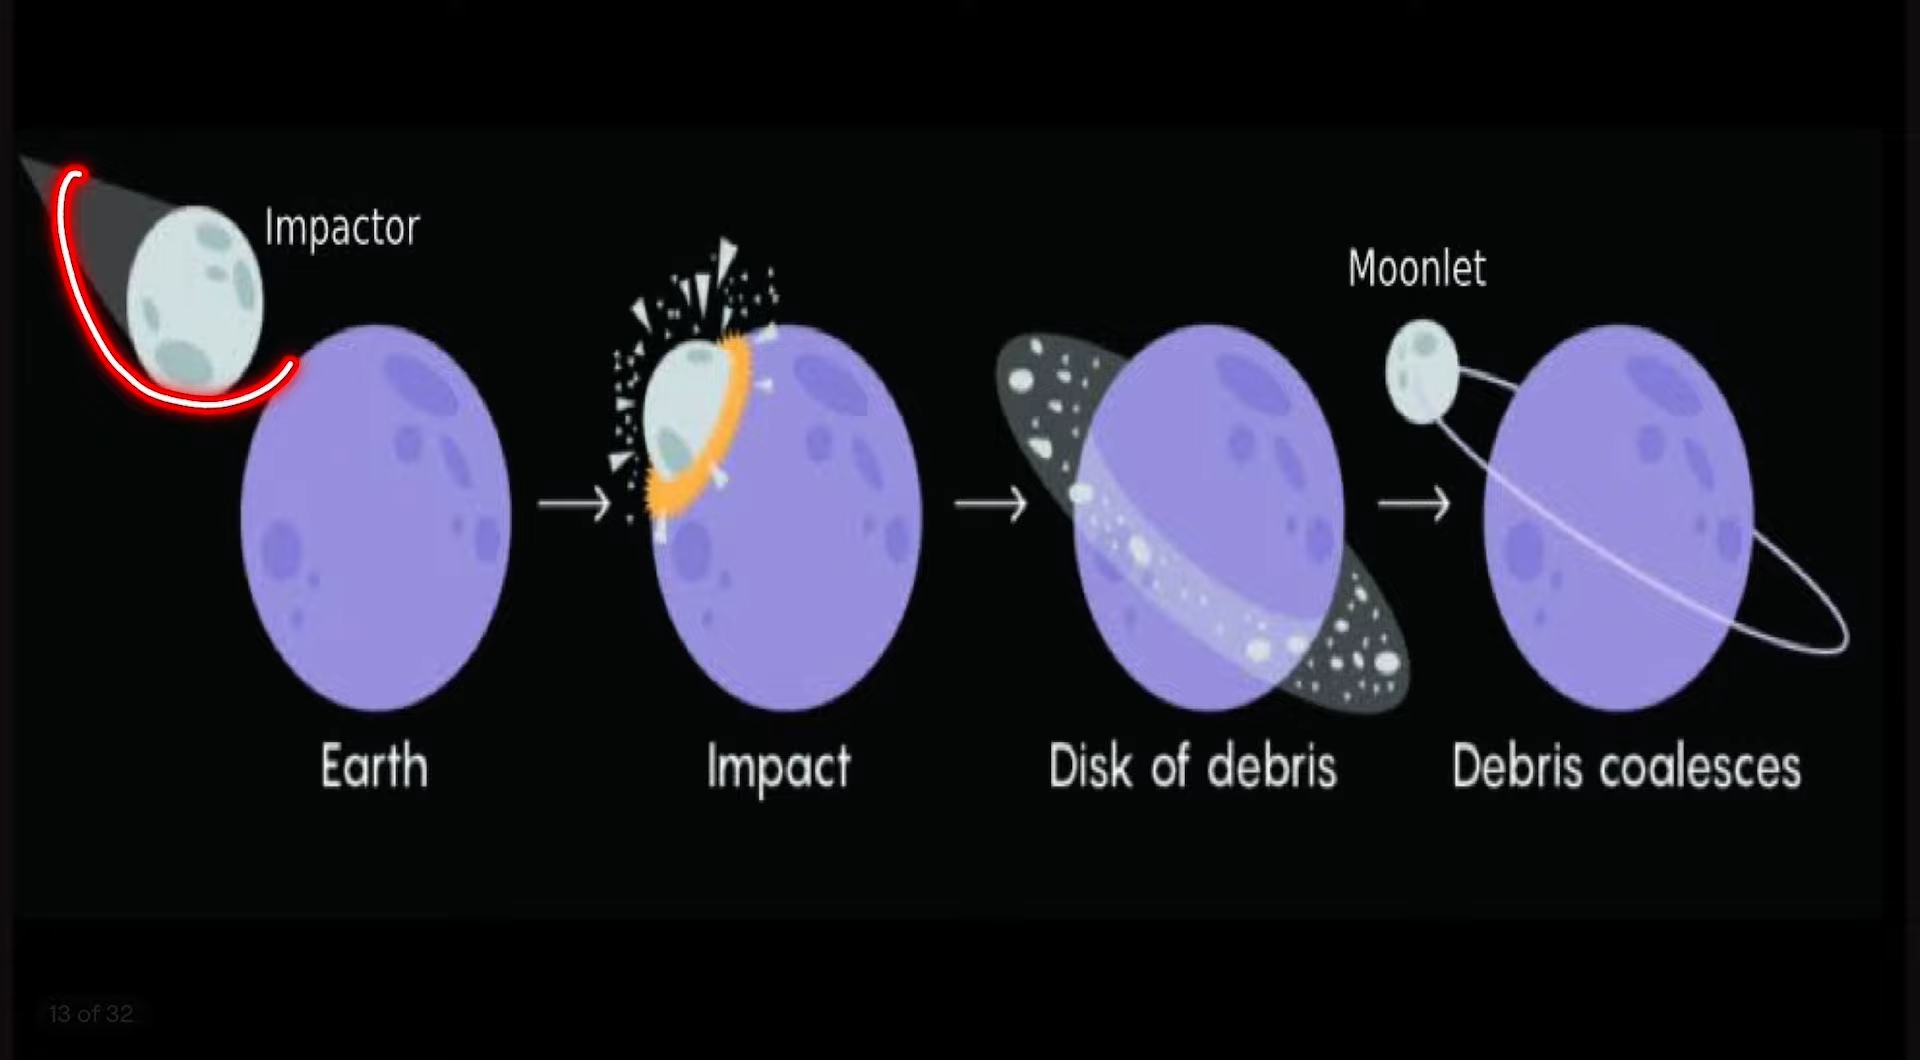 Impactor
Moonlet
Earth
Impact
Disk of debris
Debris coalesces
13 of 32